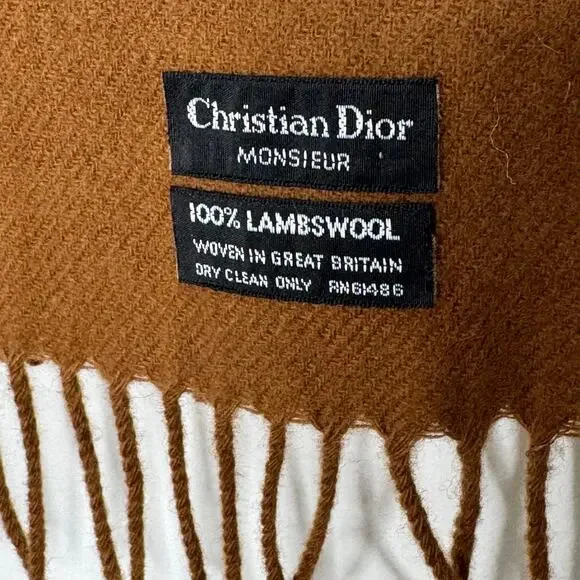 Christian Dior
MONSIEUR
100% LAMBSWOOL
WOVEN IN GREAT BRITAIN
DRY CLEAN ONLY RN61486